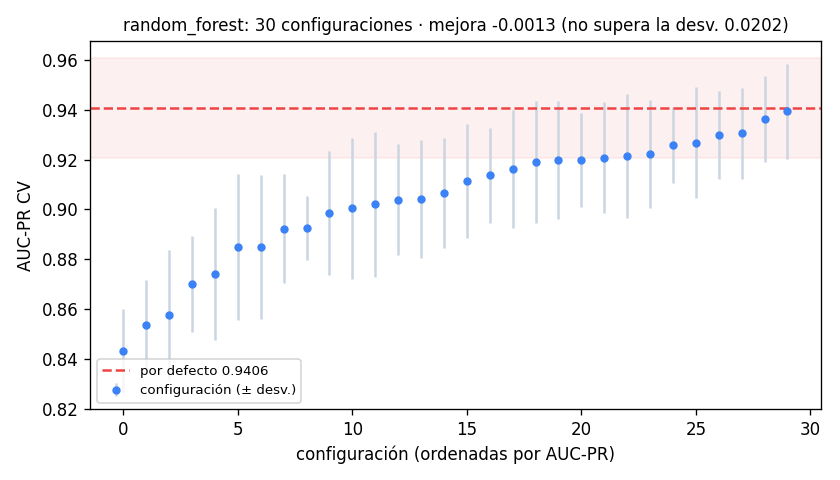 random_forest: 30 configuraciones · mejora -0.0013 (no supera la desv. 0.0202)
AUC-PR CV
0.96
0.94
0.92
0.90
0.88
0.86
0.84
0.82
por defecto 0.9406
configuración (± desv.)
0 5 10 15 20 25 30
configuración (ordenadas por AUC-PR)